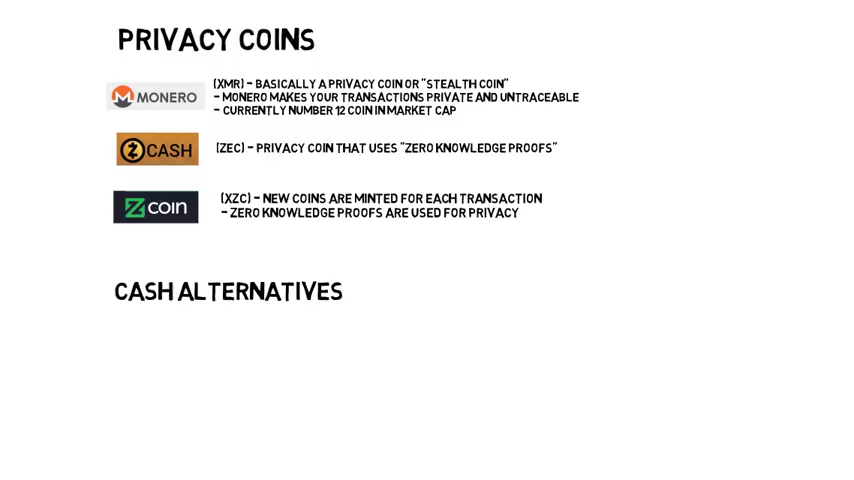 PRIVACY COINS
MONERO
(XMR) - BASICALLY A PRIVACY COIN OR "STEALTH COIN"
- MONERO MAKES YOUR TRANSACTIONS PRIVATE AND UNTRACEABLE
- CURRENTLY NUMBER 12 COIN IN MARKET CAP
ZCASH
(ZEC) - PRIVACY COIN THAT USES "ZERO KNOWLEDGE PROOFS"
Zcoin
(XZC) - NEW COINS ARE MINTED FOR EACH TRANSACTION
- ZERO KNOWLEDGE PROOFS ARE USED FOR PRIVACY
CASH ALTERNATIVES